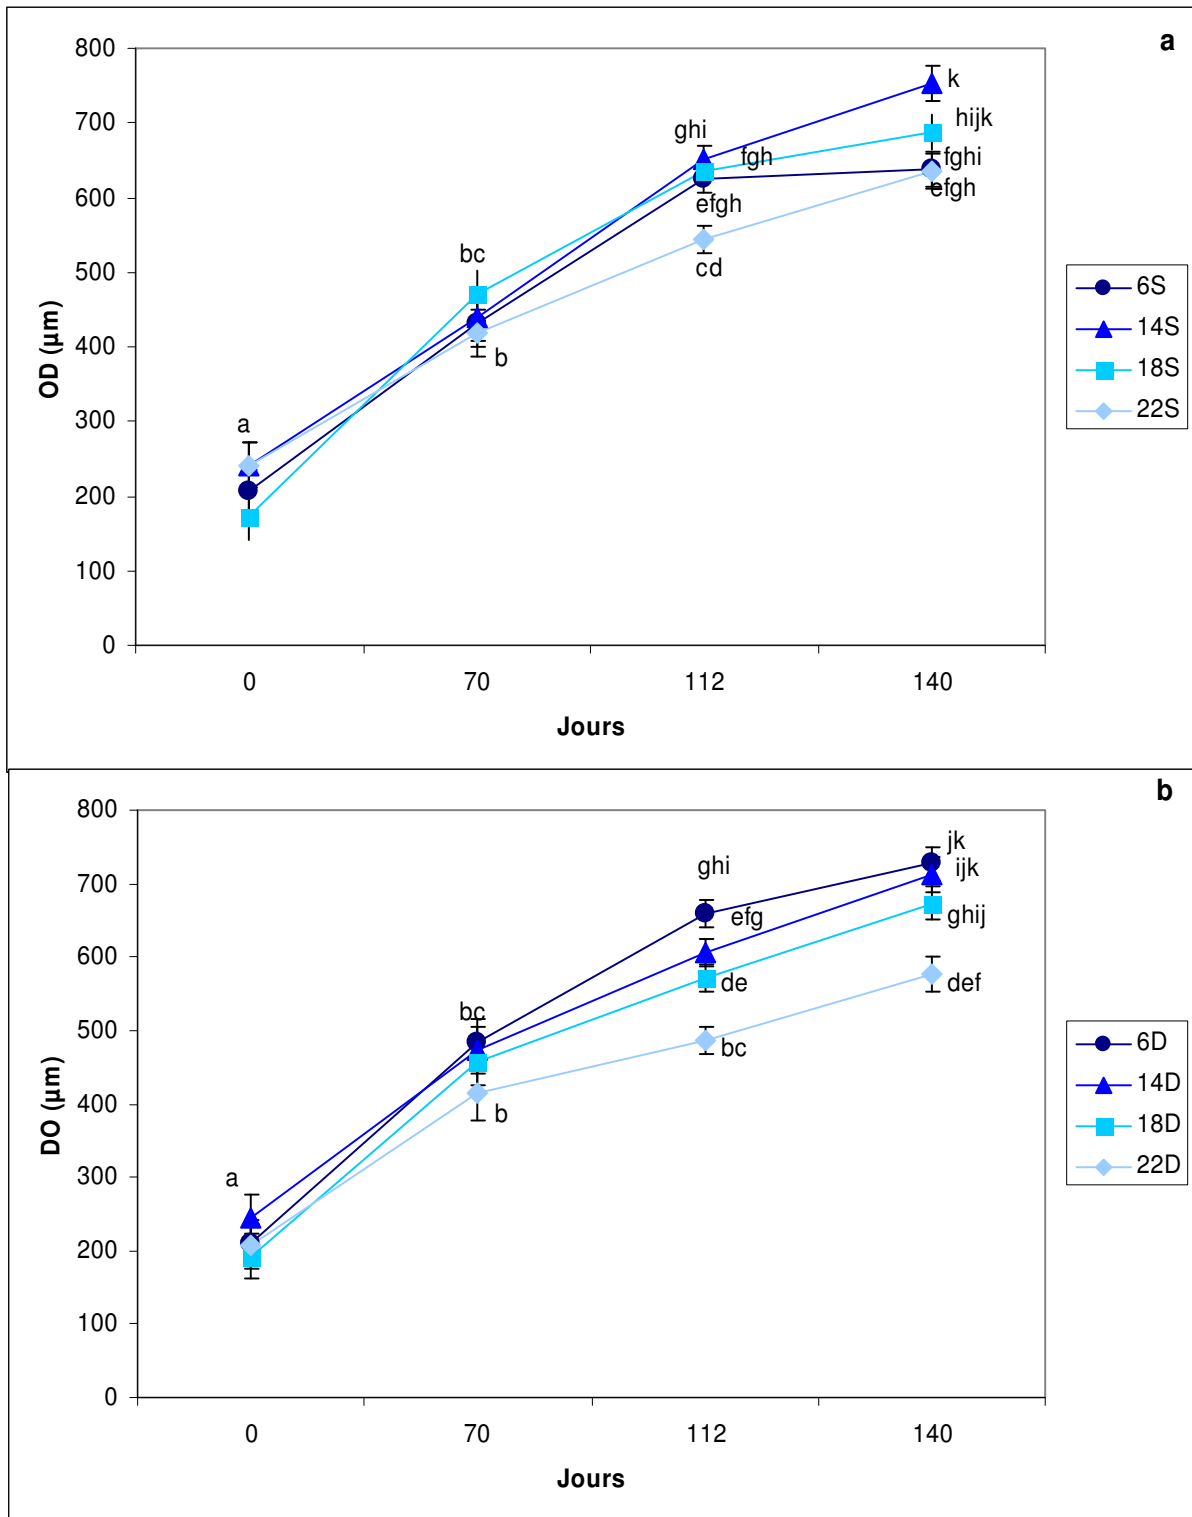 a
800
700
600
500
400
300
200
100
0
OD (µm)
a
bc
b
ghi
fgh
efgh
cd
k
hijk
fghi
efgh
0 70 112 140
Jours
6S
14S
18S
22S
b
800
700
600
500
400
300
200
100
0
DO (µm)
a
bc
b
ghi
efg
de
bc
jk
ijk
ghij
def
0 70 112 140
Jours
6D
14D
18D
22D